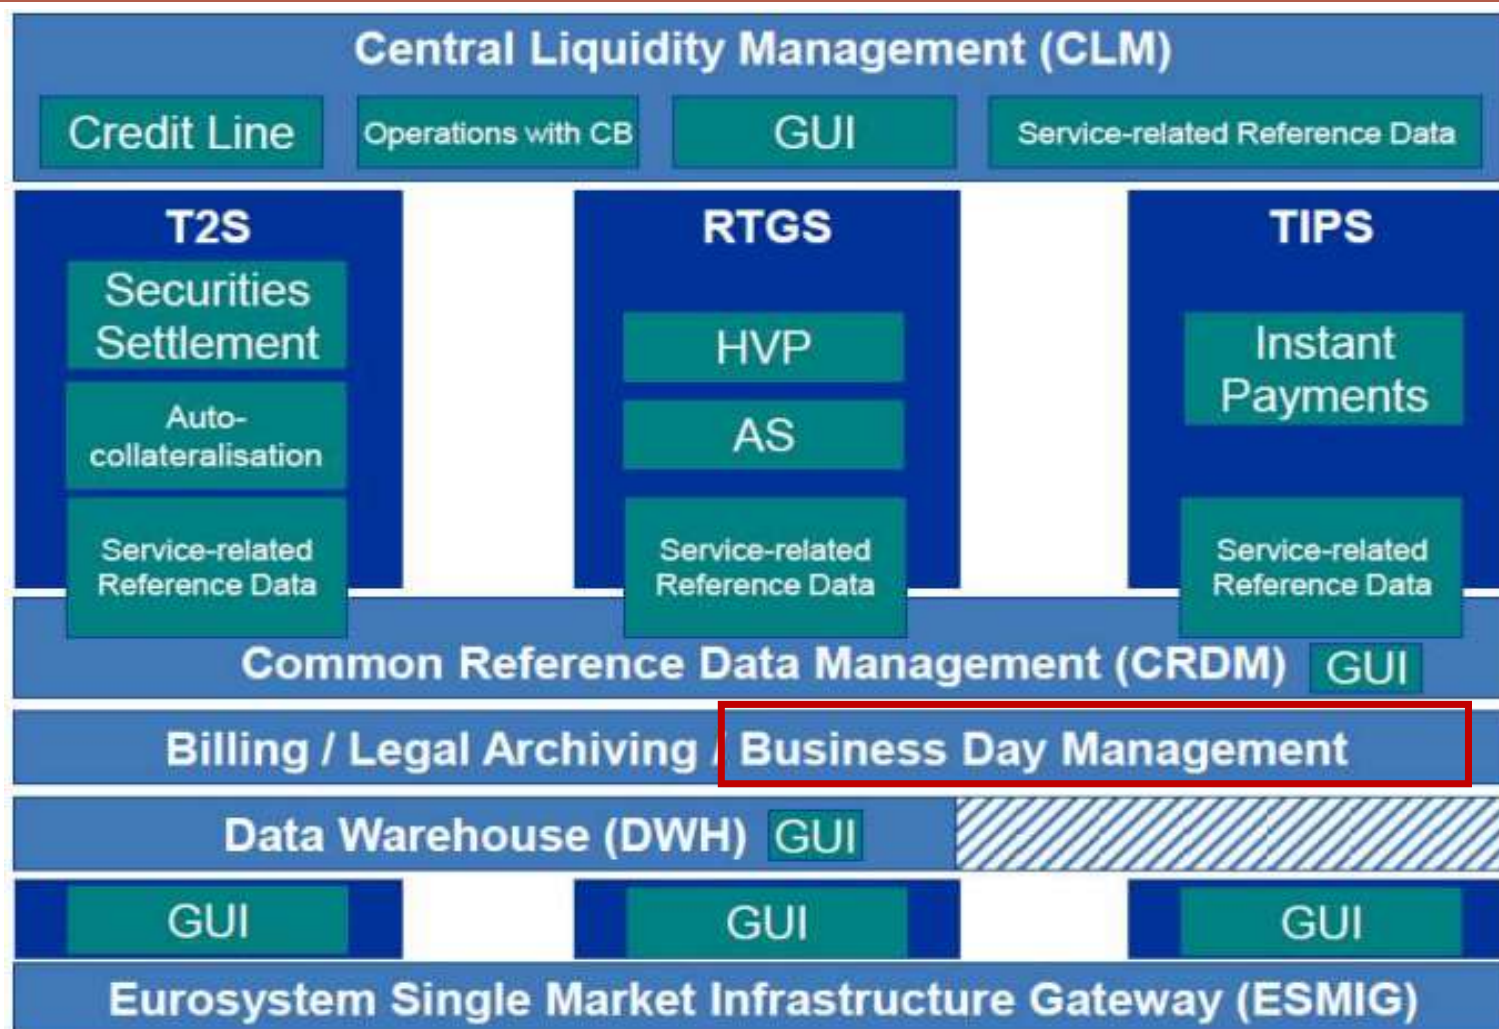 Central Liquidity Management (CLM)
Credit Line
Operations with CB
GUI
Service-related Reference Data
T2S
Securities
Settlement
Auto-
collateralisation
Service-related
Reference Data
RTGS
HVP
AS
Service-related
Reference Data
TIPS
Instant
Payments
Service-related
Reference Data
Common Reference Data Management (CRDM)
GUI
Billing / Legal Archiving / Business Day Management
Data Warehouse (DWH)
GUI
GUI
GUI
GUI
Eurosystem Single Market Infrastructure Gateway (ESMIG)